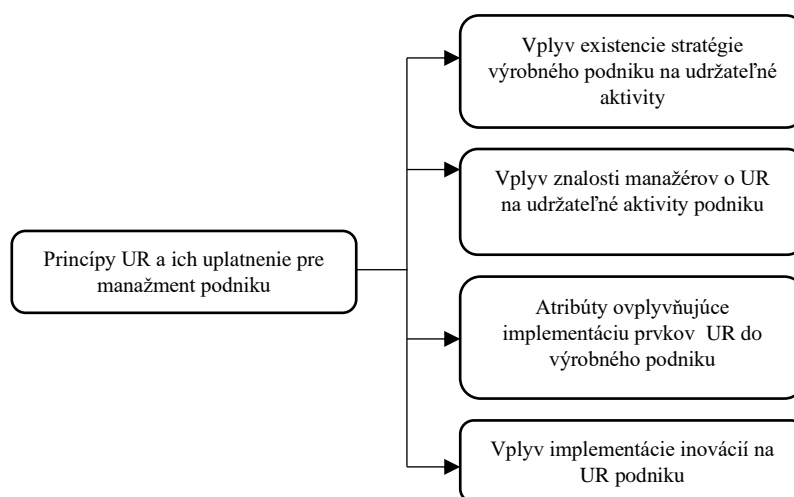 Vplyv existencie stratégie
výrobného podniku na udržateľné
aktivity
Vplyv znalosti manažérov o UR
na udržateľné aktivity podniku
Princípy UR a ich uplatnenie pre
manažment podniku
Atribúty ovplyvňujúce
implementáciu prvkov UR do
výrobného podniku
Vplyv implementácie inovácií na
UR podniku